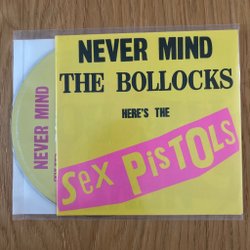 NEVER MIND
THE BOLLOCKS
HERE'S THE
Sex PISTOLS
NEVER MIND